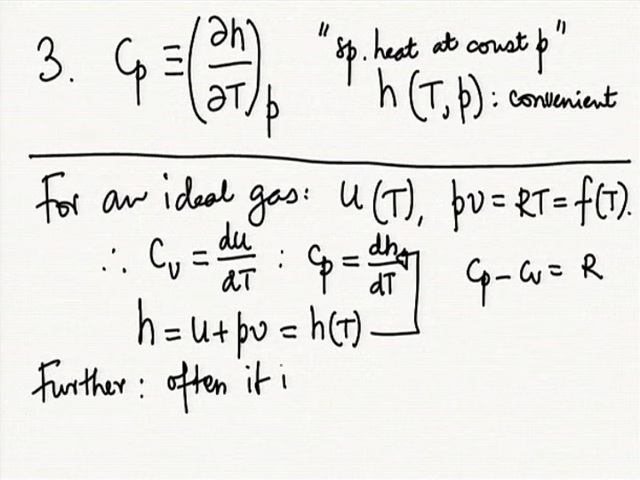 3. Cp ≡ (∂h/∂T)p "sp. heat at const p"
h (T, p) : convenient
For an ideal gas: u(T), pv = RT = f(T).
∴ Cv = du/dT : Cp = dh/dT Cp - Cv = R
h = u + pv = h(T)
Further: often it i